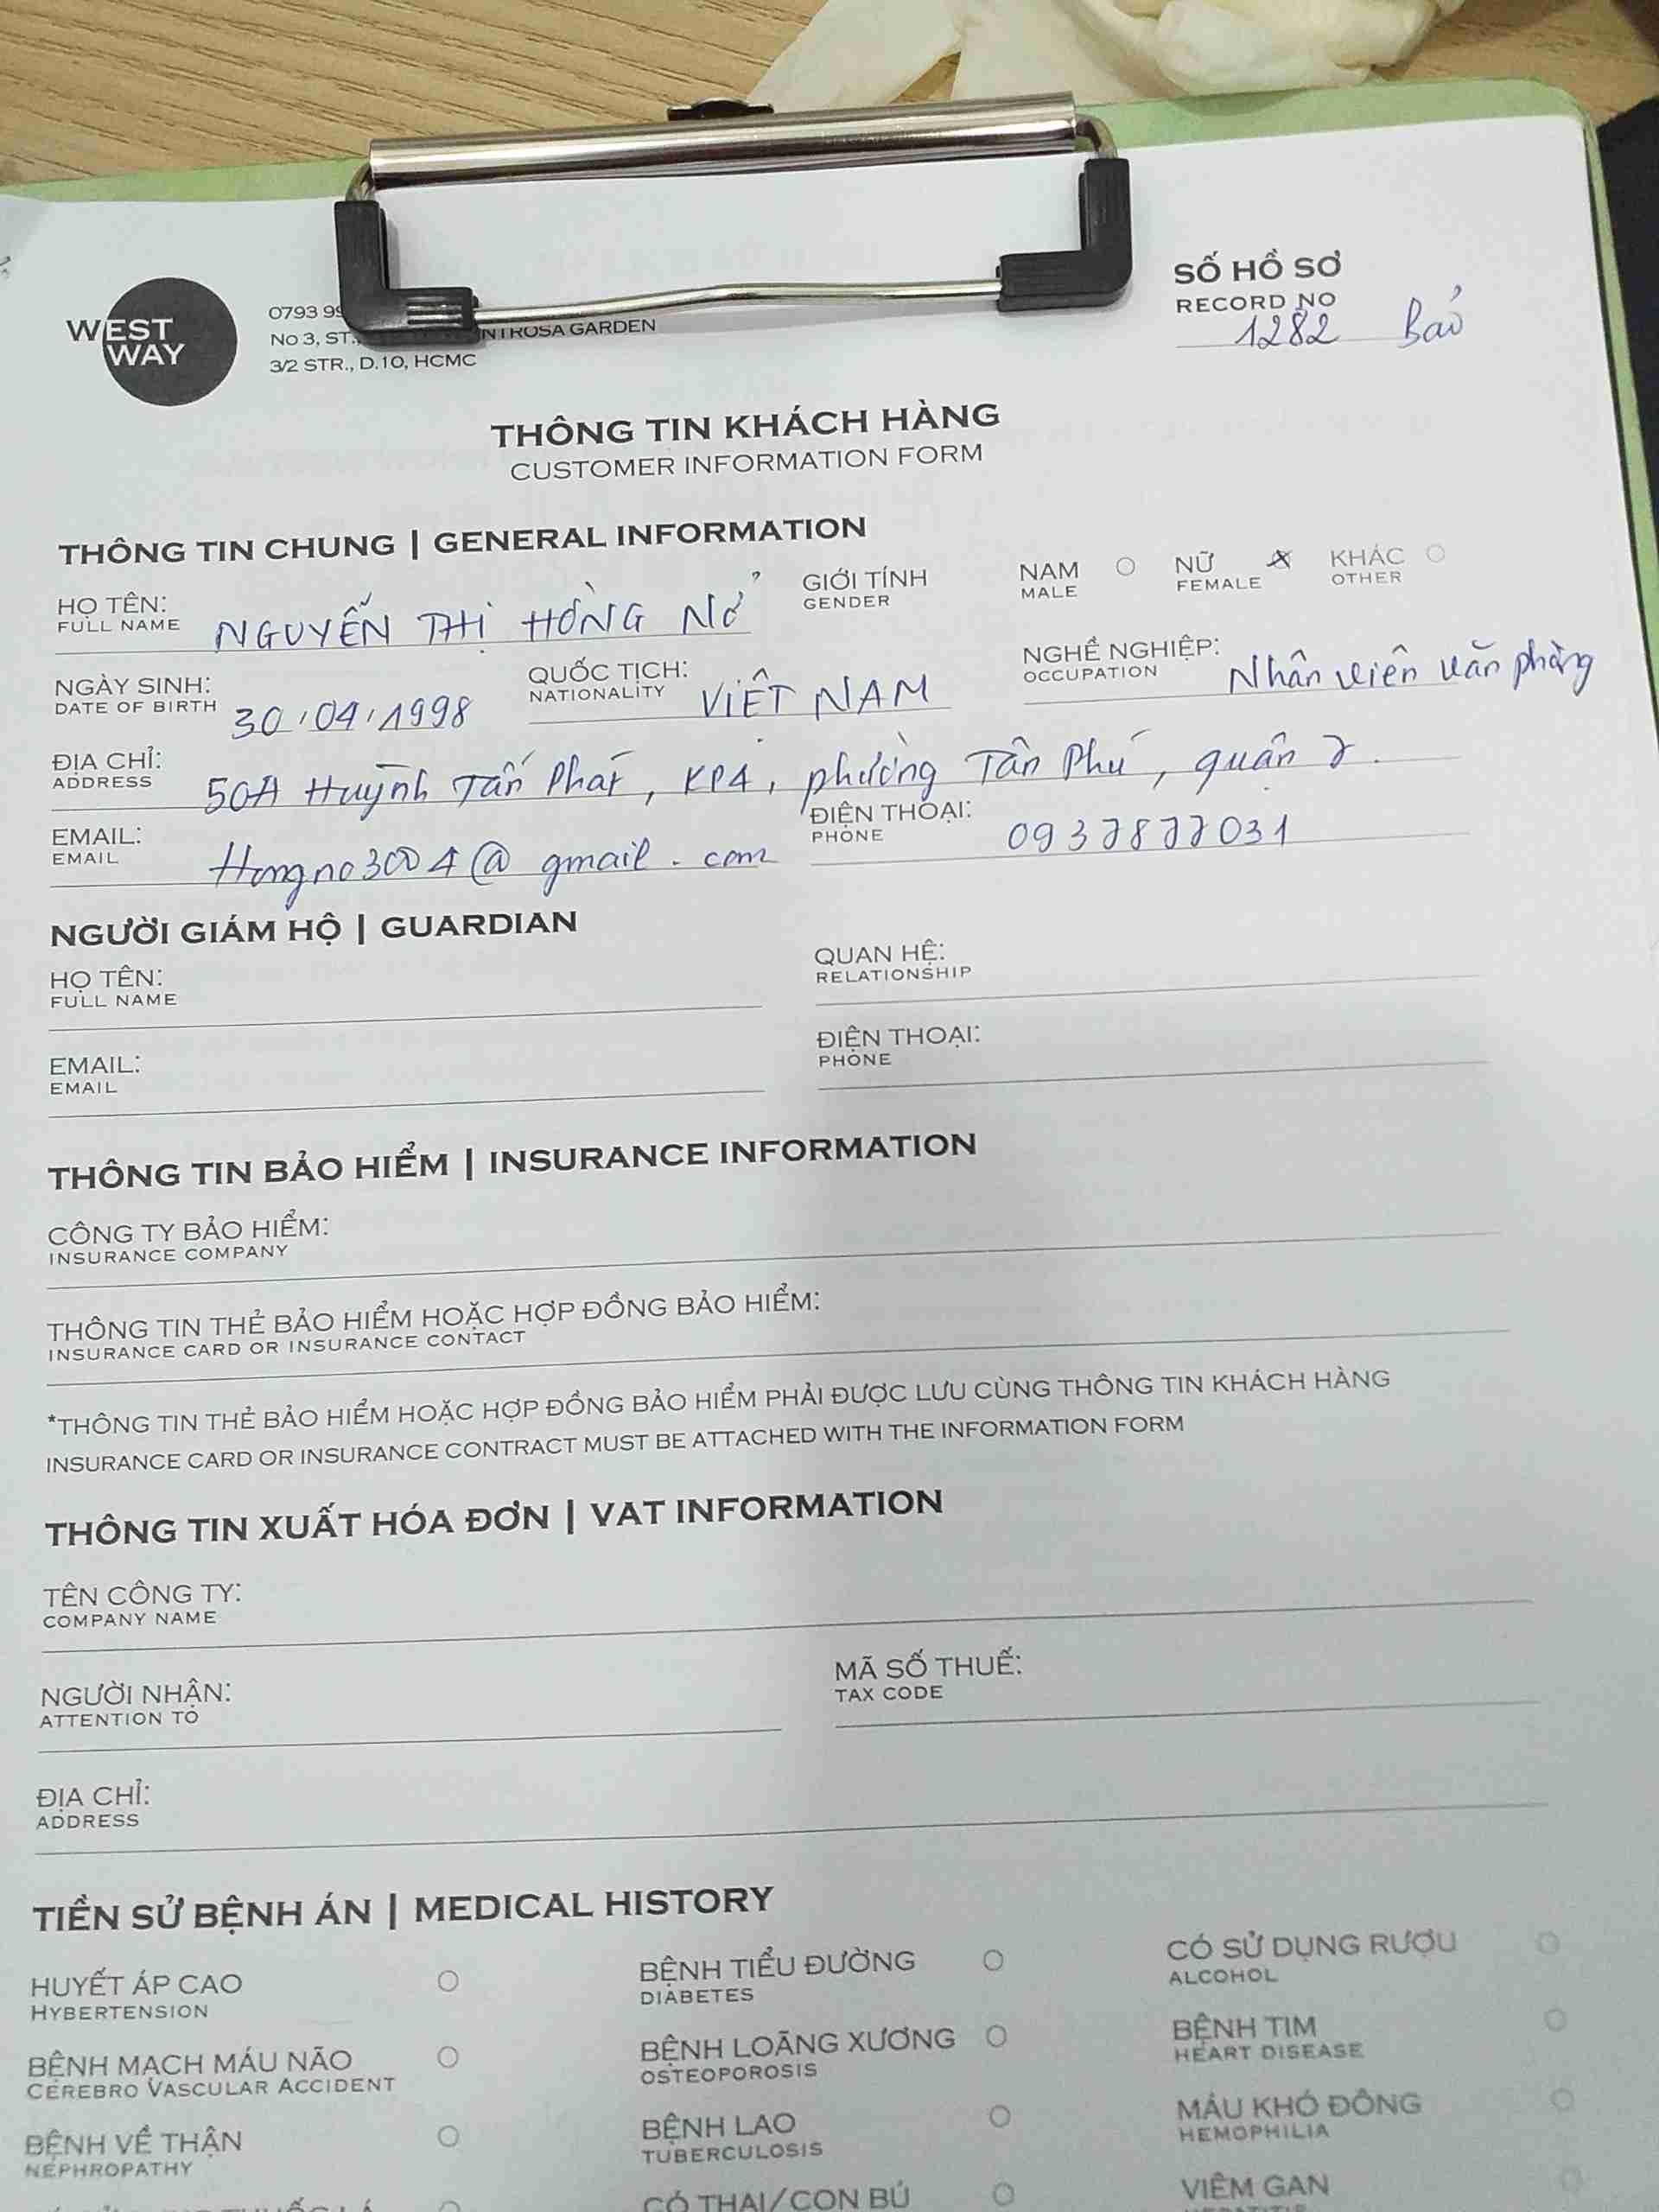 WEST WAY
0793 99
No 3, ST. NTROSA GARDEN
3/2 STR., D.10, HCMC
SỐ HỒ SƠ
RECORD NO
1282 Bảo
THÔNG TIN KHÁCH HÀNG
CUSTOMER INFORMATION FORM
THÔNG TIN CHUNG | GENERAL INFORMATION
HỌ TÊN: NGUYỄN THỊ HỒNG NỞ GIỚI TÍNH NAM NỮ KHÁC
FULL NAME GENDER MALE FEMALE OTHER
NGÀY SINH: 30/04/1998 QUỐC TỊCH: VIỆT NAM NGHỀ NGHIỆP: Nhân viên văn phòng
DATE OF BIRTH NATIONALITY OCCUPATION
ĐỊA CHỈ: 50A Huỳnh Tấn Phát, KP4, phường Tân Phú, quận 7.
ADDRESS
EMAIL: Hongno3004@gmail.com ĐIỆN THOẠI: 0937877031
EMAIL PHONE
NGƯỜI GIÁM HỘ | GUARDIAN
HỌ TÊN: QUAN HỆ:
FULL NAME RELATIONSHIP
EMAIL: ĐIỆN THOẠI:
EMAIL PHONE
THÔNG TIN BẢO HIỂM | INSURANCE INFORMATION
CÔNG TY BẢO HIỂM:
INSURANCE COMPANY
THÔNG TIN THẺ BẢO HIỂM HOẶC HỢP ĐỒNG BẢO HIỂM:
INSURANCE CARD OR INSURANCE CONTACT
*THÔNG TIN THẺ BẢO HIỂM HOẶC HỢP ĐỒNG BẢO HIỂM PHẢI ĐƯỢC LƯU CÙNG THÔNG TIN KHÁCH HÀNG
INSURANCE CARD OR INSURANCE CONTRACT MUST BE ATTACHED WITH THE INFORMATION FORM
THÔNG TIN XUẤT HÓA ĐƠN | VAT INFORMATION
TÊN CÔNG TY:
COMPANY NAME
NGƯỜI NHẬN: MÃ SỐ THUẾ:
ATTENTION TO TAX CODE
ĐỊA CHỈ:
ADDRESS
TIỀN SỬ BỆNH ÁN | MEDICAL HISTORY
HUYẾT ÁP CAO BỆNH TIỂU ĐƯỜNG CÓ SỬ DỤNG RƯỢU
HYBERTENSION DIABETES ALCOHOL
BỆNH MẠCH MÁU NÃO BỆNH LOÃNG XƯƠNG BỆNH TIM
CEREBRO VASCULAR ACCIDENT OSTEOPOROSIS HEART DISEASE
BỆNH VỀ THẬN BỆNH LAO MÁU KHÓ ĐÔNG
NEPHROPATHY TUBERCULOSIS HEMOPHILIA
CÓ THAI/CON BÚ VIÊM GAN